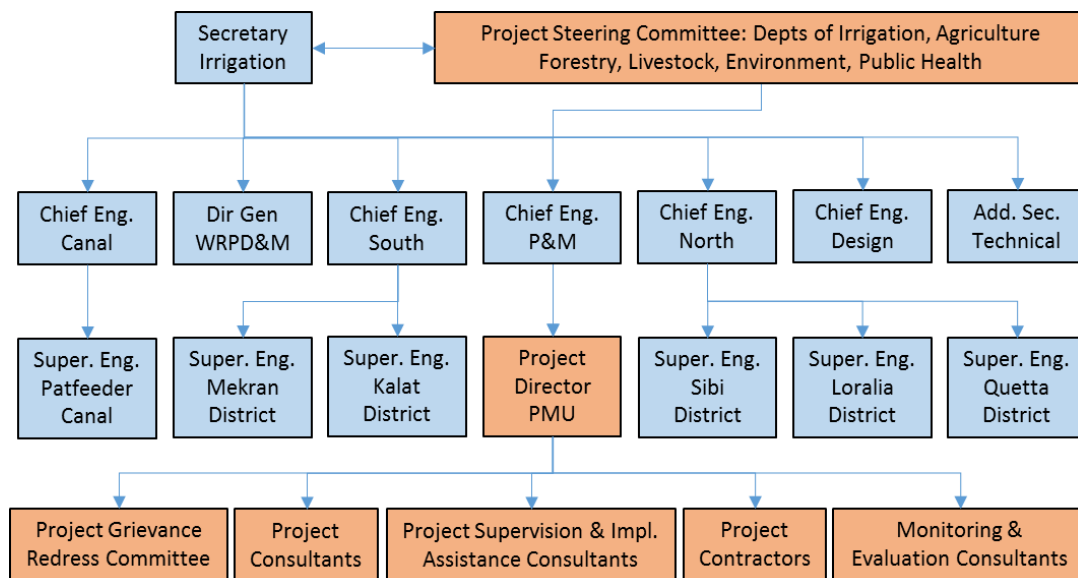 Secretary
Irrigation
Project Steering Committee: Depts of Irrigation, Agriculture
Forestry, Livestock, Environment, Public Health
Chief Eng.
Canal
Dir Gen
WRPD&M
Chief Eng.
South
Chief Eng.
P&M
Chief Eng.
North
Chief Eng.
Design
Add. Sec.
Technical
Super. Eng.
Patfeeder
Canal
Super. Eng.
Mekran
District
Super. Eng.
Kalat
District
Project
Director
PMU
Super. Eng.
Sibi
District
Super. Eng.
Loralia
District
Super. Eng.
Quetta
District
Project Grievance
Redress Committee
Project
Consultants
Project Supervision & Impl.
Assistance Consultants
Project
Contractors
Monitoring &
Evaluation Consultants